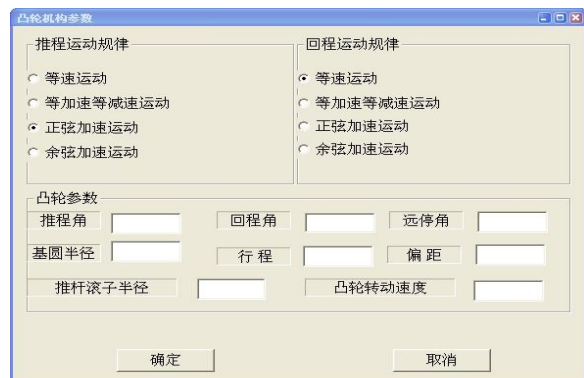 凸轮机构参数
推程运动规律
等速运动
等加速等减速运动
正弦加速运动
余弦加速运动
回程运动规律
等速运动
等加速等减速运动
正弦加速运动
余弦加速运动
凸轮参数
推程角 回程角 远停角
基圆半径 行 程 偏 距
推杆滚子半径 凸轮转动速度
确定 取消